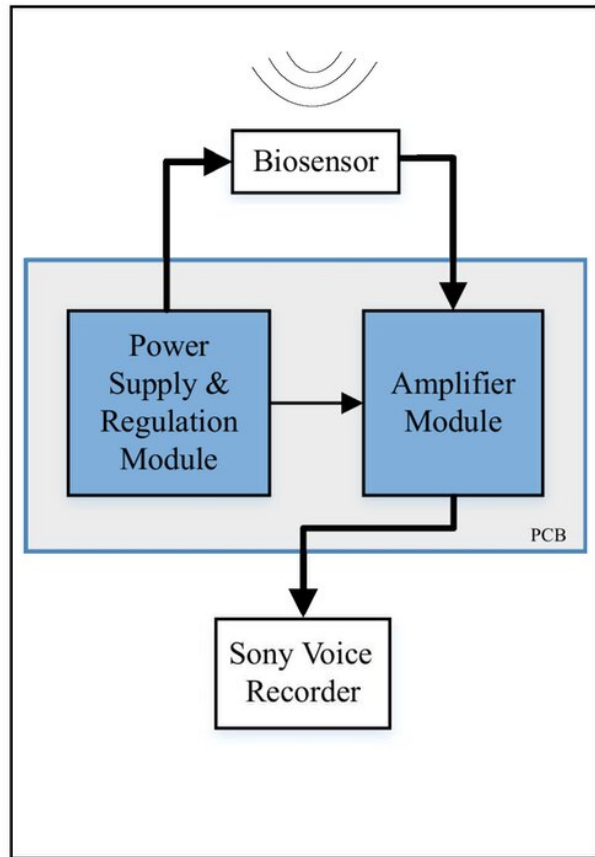 Biosensor
Power
Supply &
Regulation
Module
Amplifier
Module
PCB
Sony Voice
Recorder